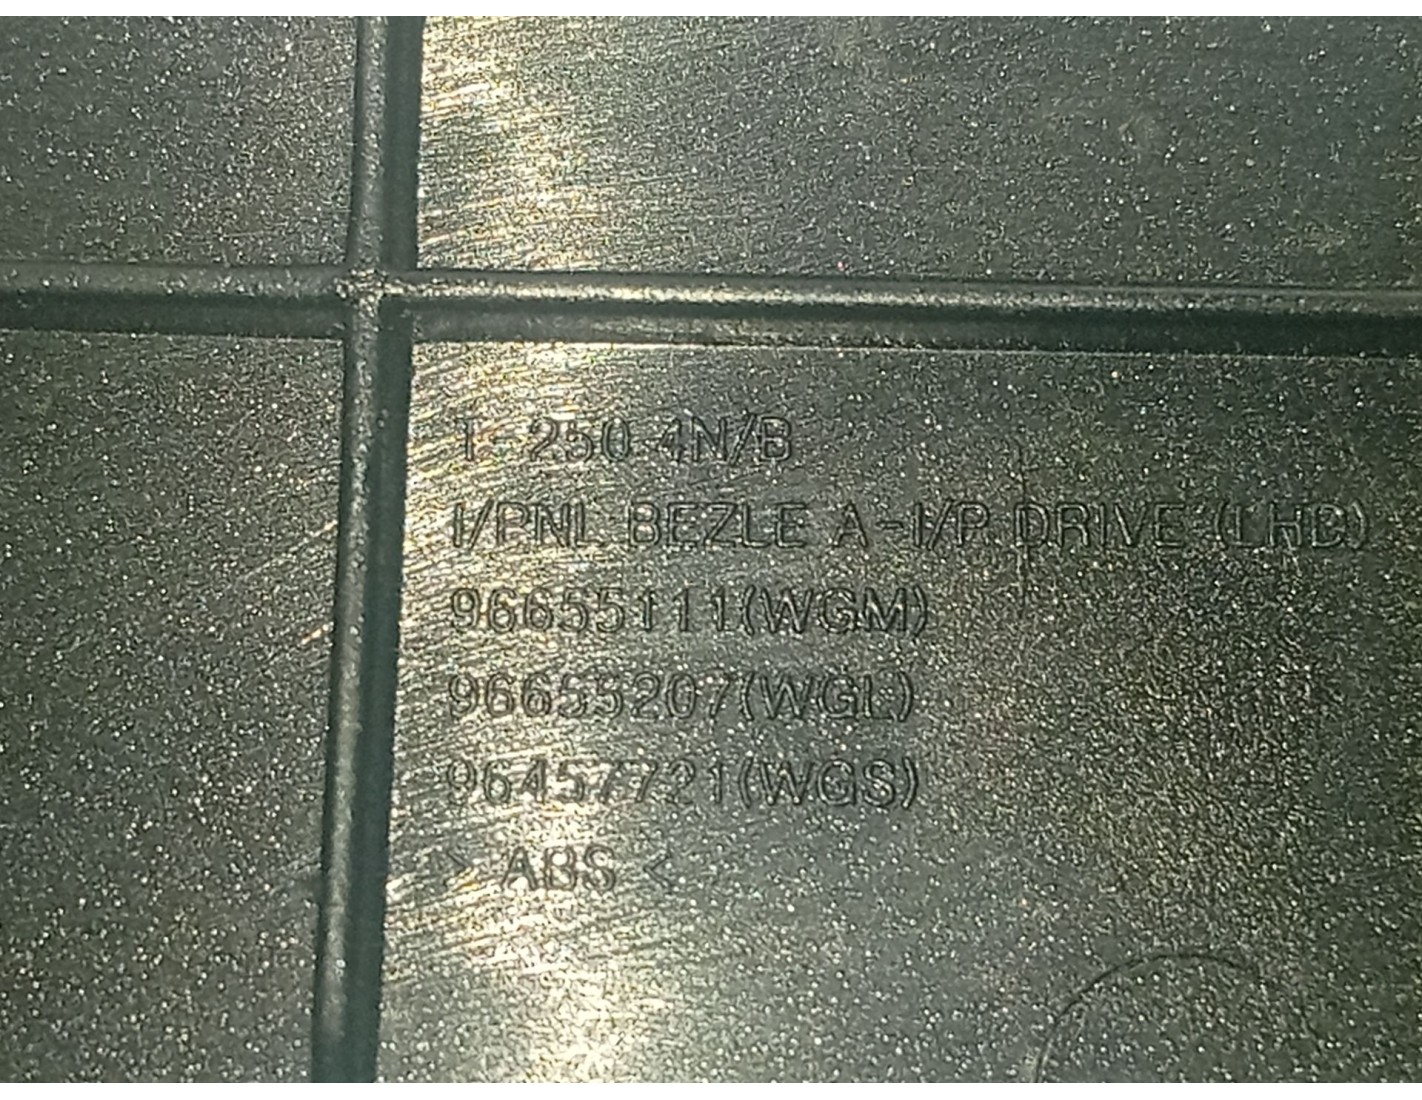 T-250 4N/B
I/PNL BEZLE A-I/P DRIVE (LHD)
96655111(WGM)
96655207(WGL)
96457721(WGS)
> ABS <